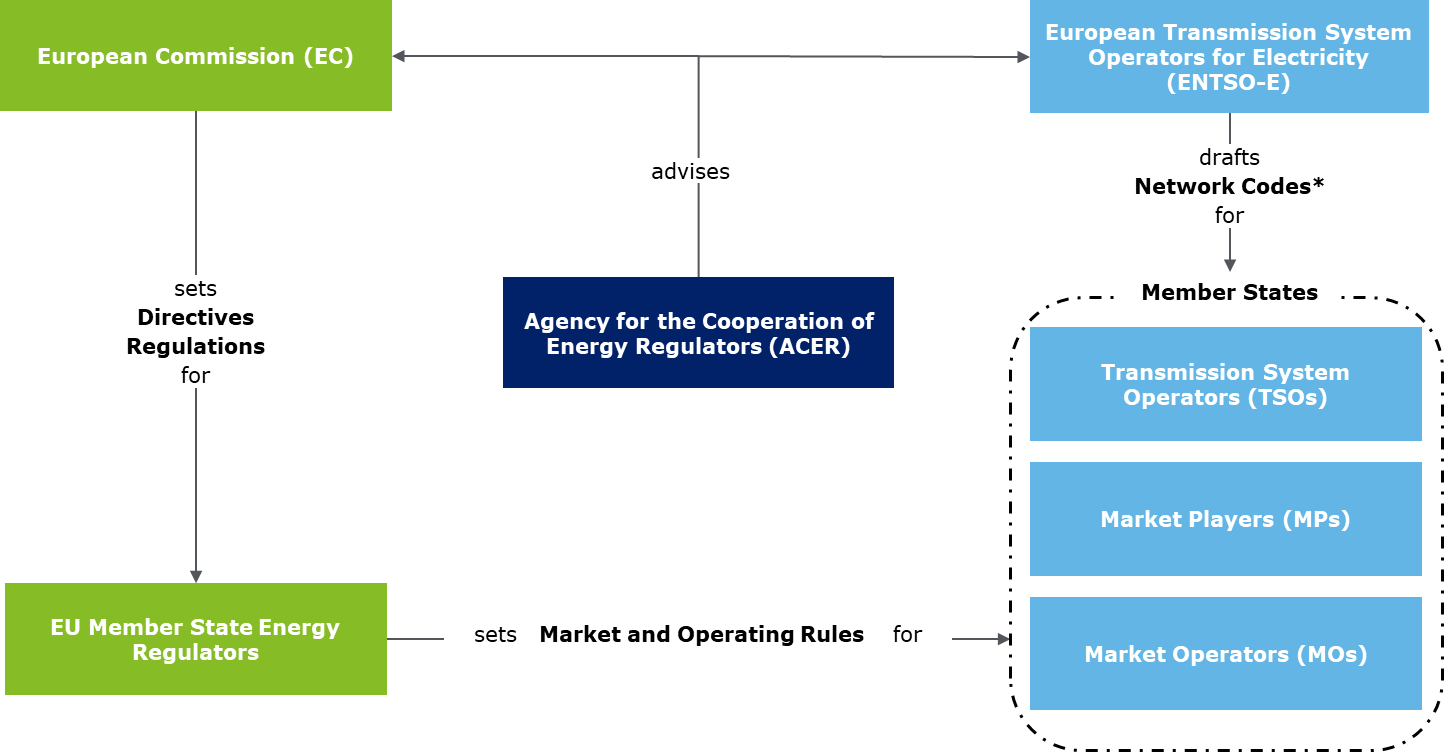 European Commission (EC)
European Transmission System
Operators for Electricity
(ENTSO-E)
advises
drafts
Network Codes*
for
sets
Directives
Regulations
for
Agency for the Cooperation of
Energy Regulators (ACER)
Member States
Transmission System
Operators (TSOs)
Market Players (MPs)
EU Member State Energy
Regulators
sets Market and Operating Rules for
Market Operators (MOs)